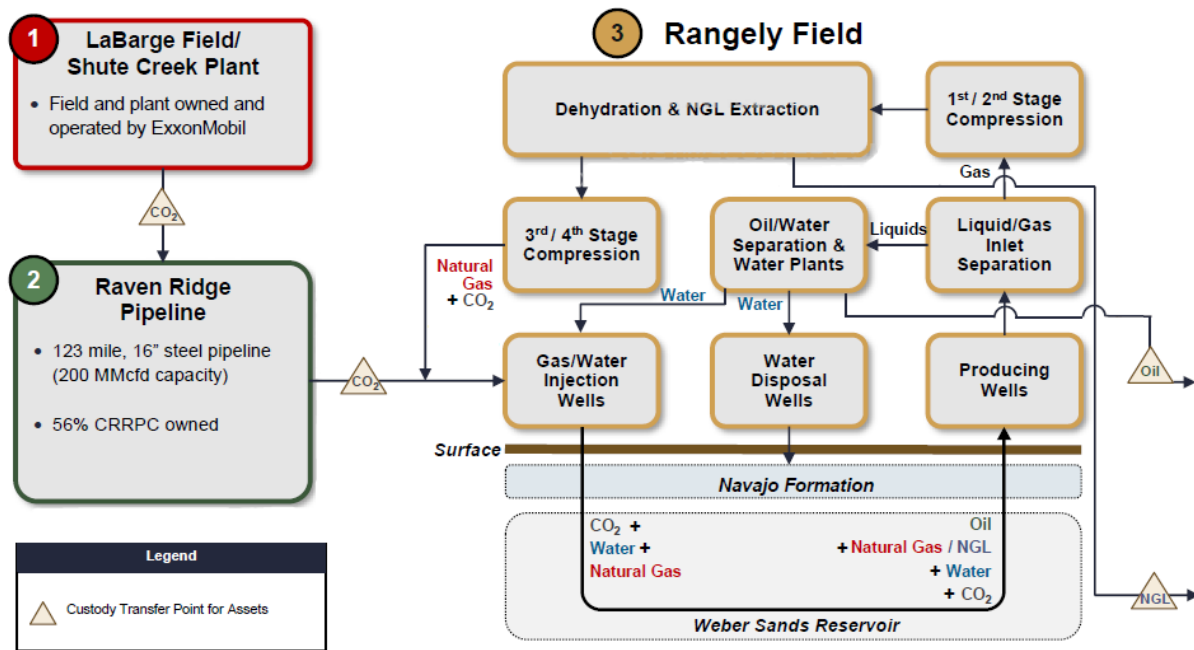 1
LaBarge Field/
Shute Creek Plant
• Field and plant owned and
operated by ExxonMobil
CO₂
2
Raven Ridge
Pipeline
• 123 mile, 16” steel pipeline
(200 MMcfd capacity)
• 56% CRRPC owned
CO₂
Legend
Custody Transfer Point for Assets
3
Rangely Field
Dehydration & NGL Extraction
1st / 2nd Stage
Compression
Gas
3rd / 4th Stage
Compression
Oil/Water
Separation &
Water Plants
Liquids
Liquid/Gas
Inlet
Separation
Natural
Gas
+ CO₂
Water
Water
Gas/Water
Injection
Wells
Water
Disposal
Wells
Producing
Wells
Oil
Surface
Navajo Formation
CO₂ +
Water +
Natural Gas
Oil
+ Natural Gas / NGL
+ Water
+ CO₂
Weber Sands Reservoir
NGL